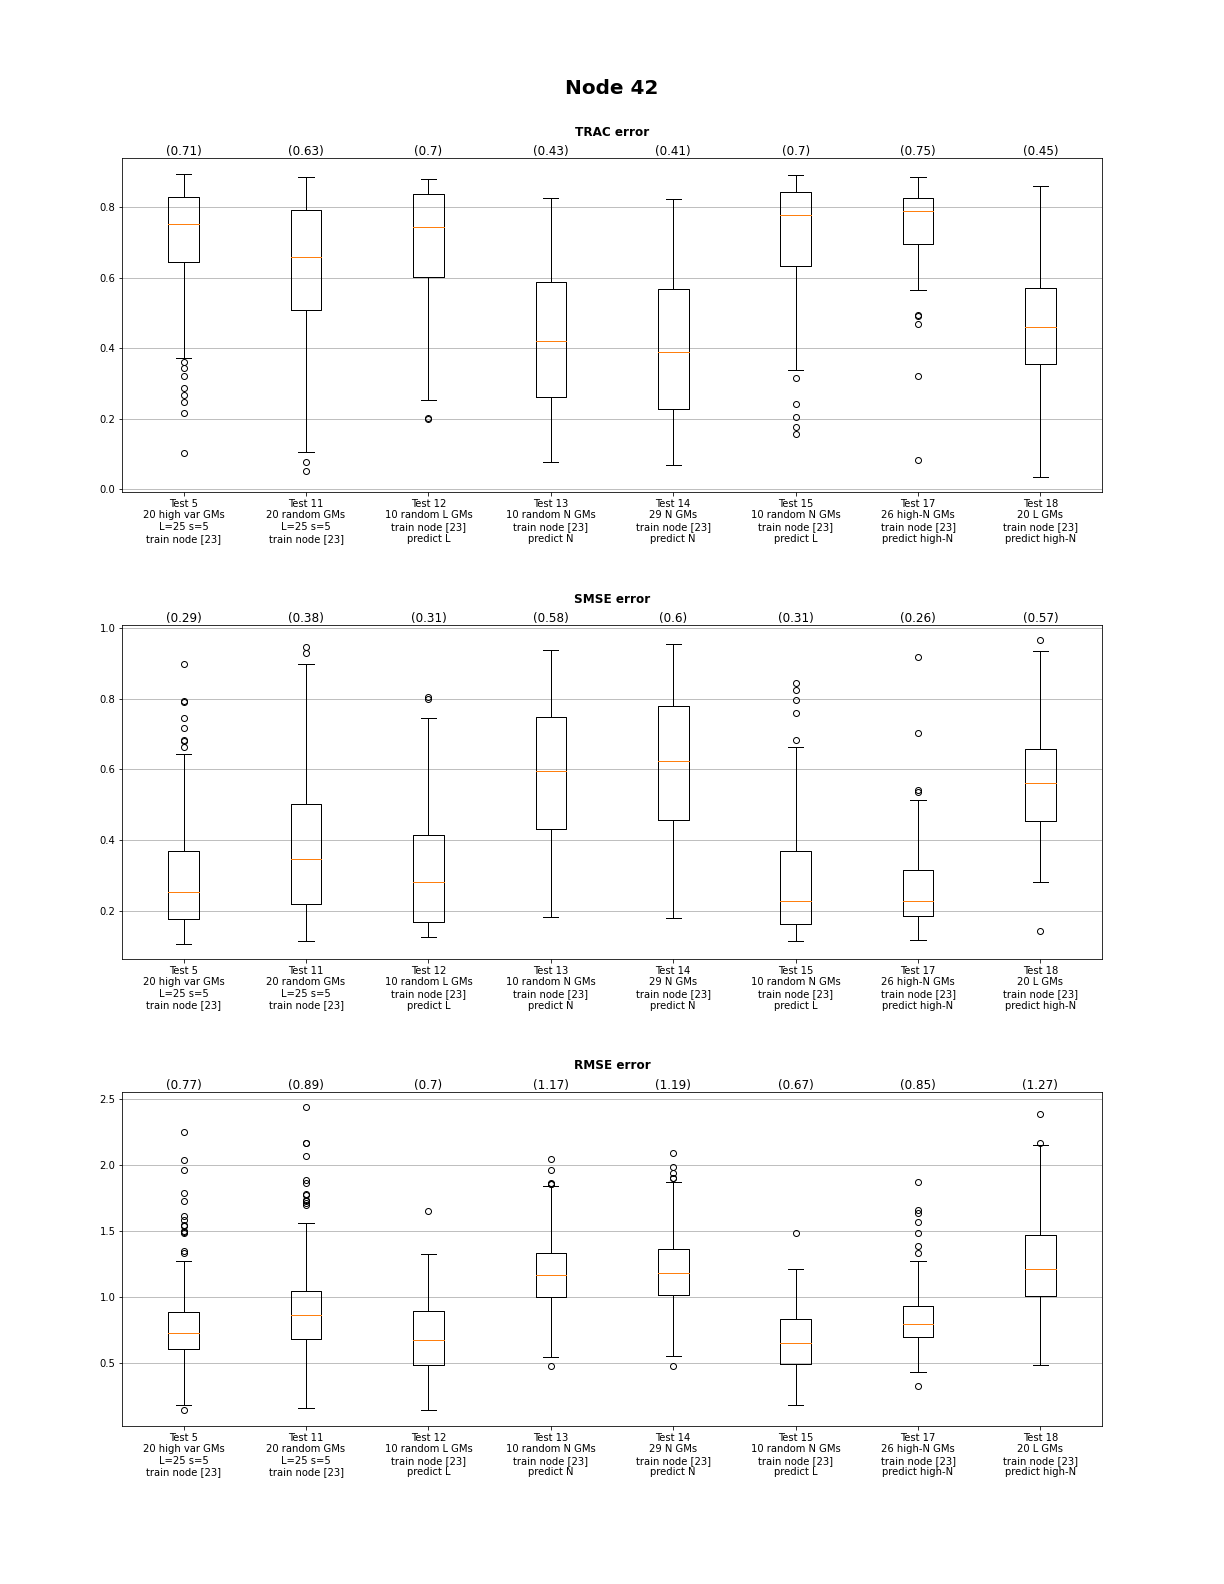 Node 42
TRAC error
(0.71) (0.63) (0.7) (0.43) (0.41) (0.7) (0.75) (0.45)
0.8
0.6
0.4
0.2
0.0
Test 5 Test 11 Test 12 Test 13 Test 14 Test 15 Test 17 Test 18
20 high var GMs 20 random GMs 10 random L GMs 10 random N GMs 29 N GMs 10 random N GMs 26 high-N GMs 20 L GMs
L=25 s=5 L=25 s=5 train node [23] train node [23] train node [23] train node [23] train node [23] train node [23]
train node [23] train node [23] predict L predict N predict N predict L predict high-N predict high-N
SMSE error
(0.29) (0.38) (0.31) (0.58) (0.6) (0.31) (0.26) (0.57)
1.0
0.8
0.6
0.4
0.2
Test 5 Test 11 Test 12 Test 13 Test 14 Test 15 Test 17 Test 18
20 high var GMs 20 random GMs 10 random L GMs 10 random N GMs 29 N GMs 10 random N GMs 26 high-N GMs 20 L GMs
L=25 s=5 L=25 s=5 train node [23] train node [23] train node [23] train node [23] train node [23] train node [23]
train node [23] train node [23] predict L predict N predict N predict L predict high-N predict high-N
RMSE error
(0.77) (0.89) (0.7) (1.17) (1.19) (0.67) (0.85) (1.27)
2.5
2.0
1.5
1.0
0.5
Test 5 Test 11 Test 12 Test 13 Test 14 Test 15 Test 17 Test 18
20 high var GMs 20 random GMs 10 random L GMs 10 random N GMs 29 N GMs 10 random N GMs 26 high-N GMs 20 L GMs
L=25 s=5 L=25 s=5 train node [23] train node [23] train node [23] train node [23] train node [23] train node [23]
train node [23] train node [23] predict L predict N predict N predict L predict high-N predict high-N